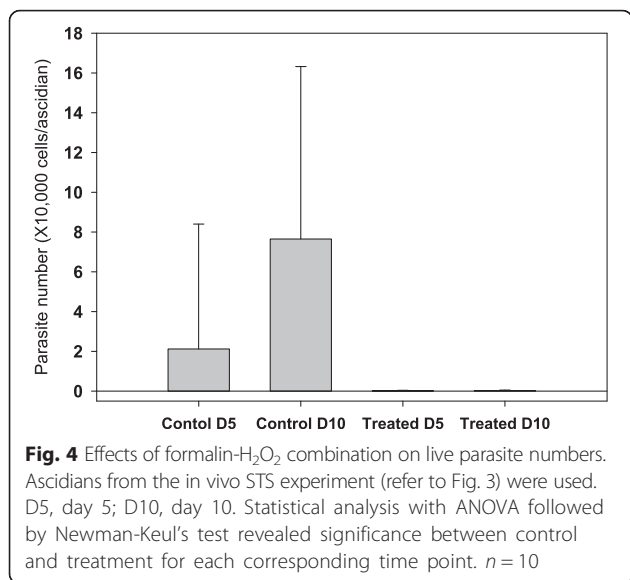 18
16
14
12
10
8
6
4
2
0
Parasite number (X10,000 cells/ascidian)
Contol D5 Control D10 Treated D5 Treated D10
Fig. 4 Effects of formalin-H₂O₂ combination on live parasite numbers.
Ascidians from the in vivo STS experiment (refer to Fig. 3) were used.
D5, day 5; D10, day 10. Statistical analysis with ANOVA followed
by Newman-Keul's test revealed significance between control
and treatment for each corresponding time point. n = 10